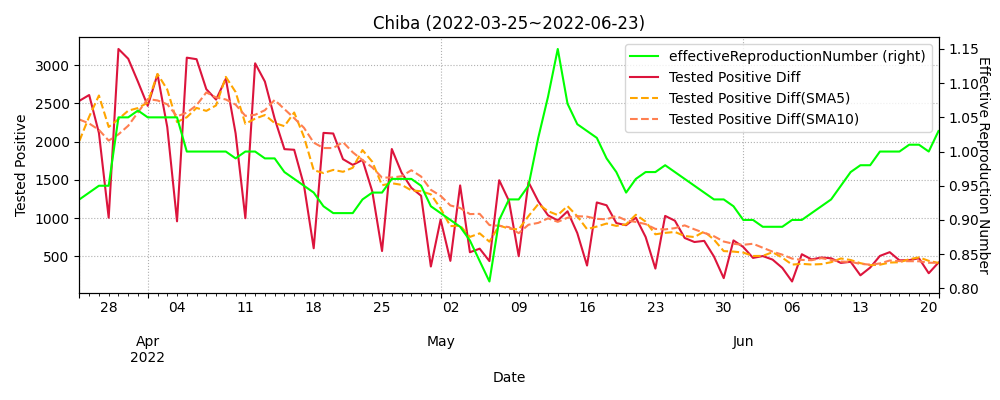 Chiba (2022-03-25~2022-06-23)
effectiveReproductionNumber (right)
Tested Positive Diff
Tested Positive Diff(SMA5)
Tested Positive Diff(SMA10)
Tested Positive
3000
2500
2000
1500
1000
500
1.15
1.10
1.05
1.00
0.95
0.90
0.85
0.80
Effective Reproduction Number
28 04 11 18 25 02 09 16 23 30 06 13 20
Apr May Jun
2022
Date